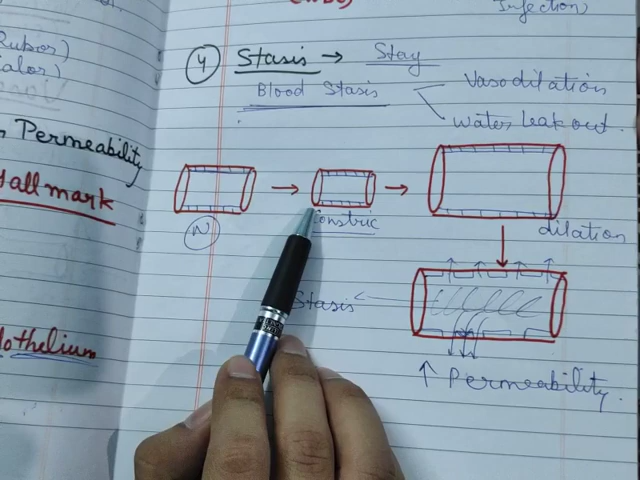 Infection
Rubor)
alor)
Permeability
Hallmark
othelium
4 Stasis → Stay
Blood Stasis
Vasodilation
Water leak out.
N
Constric
dilation
Stasis
↑ Permeability.